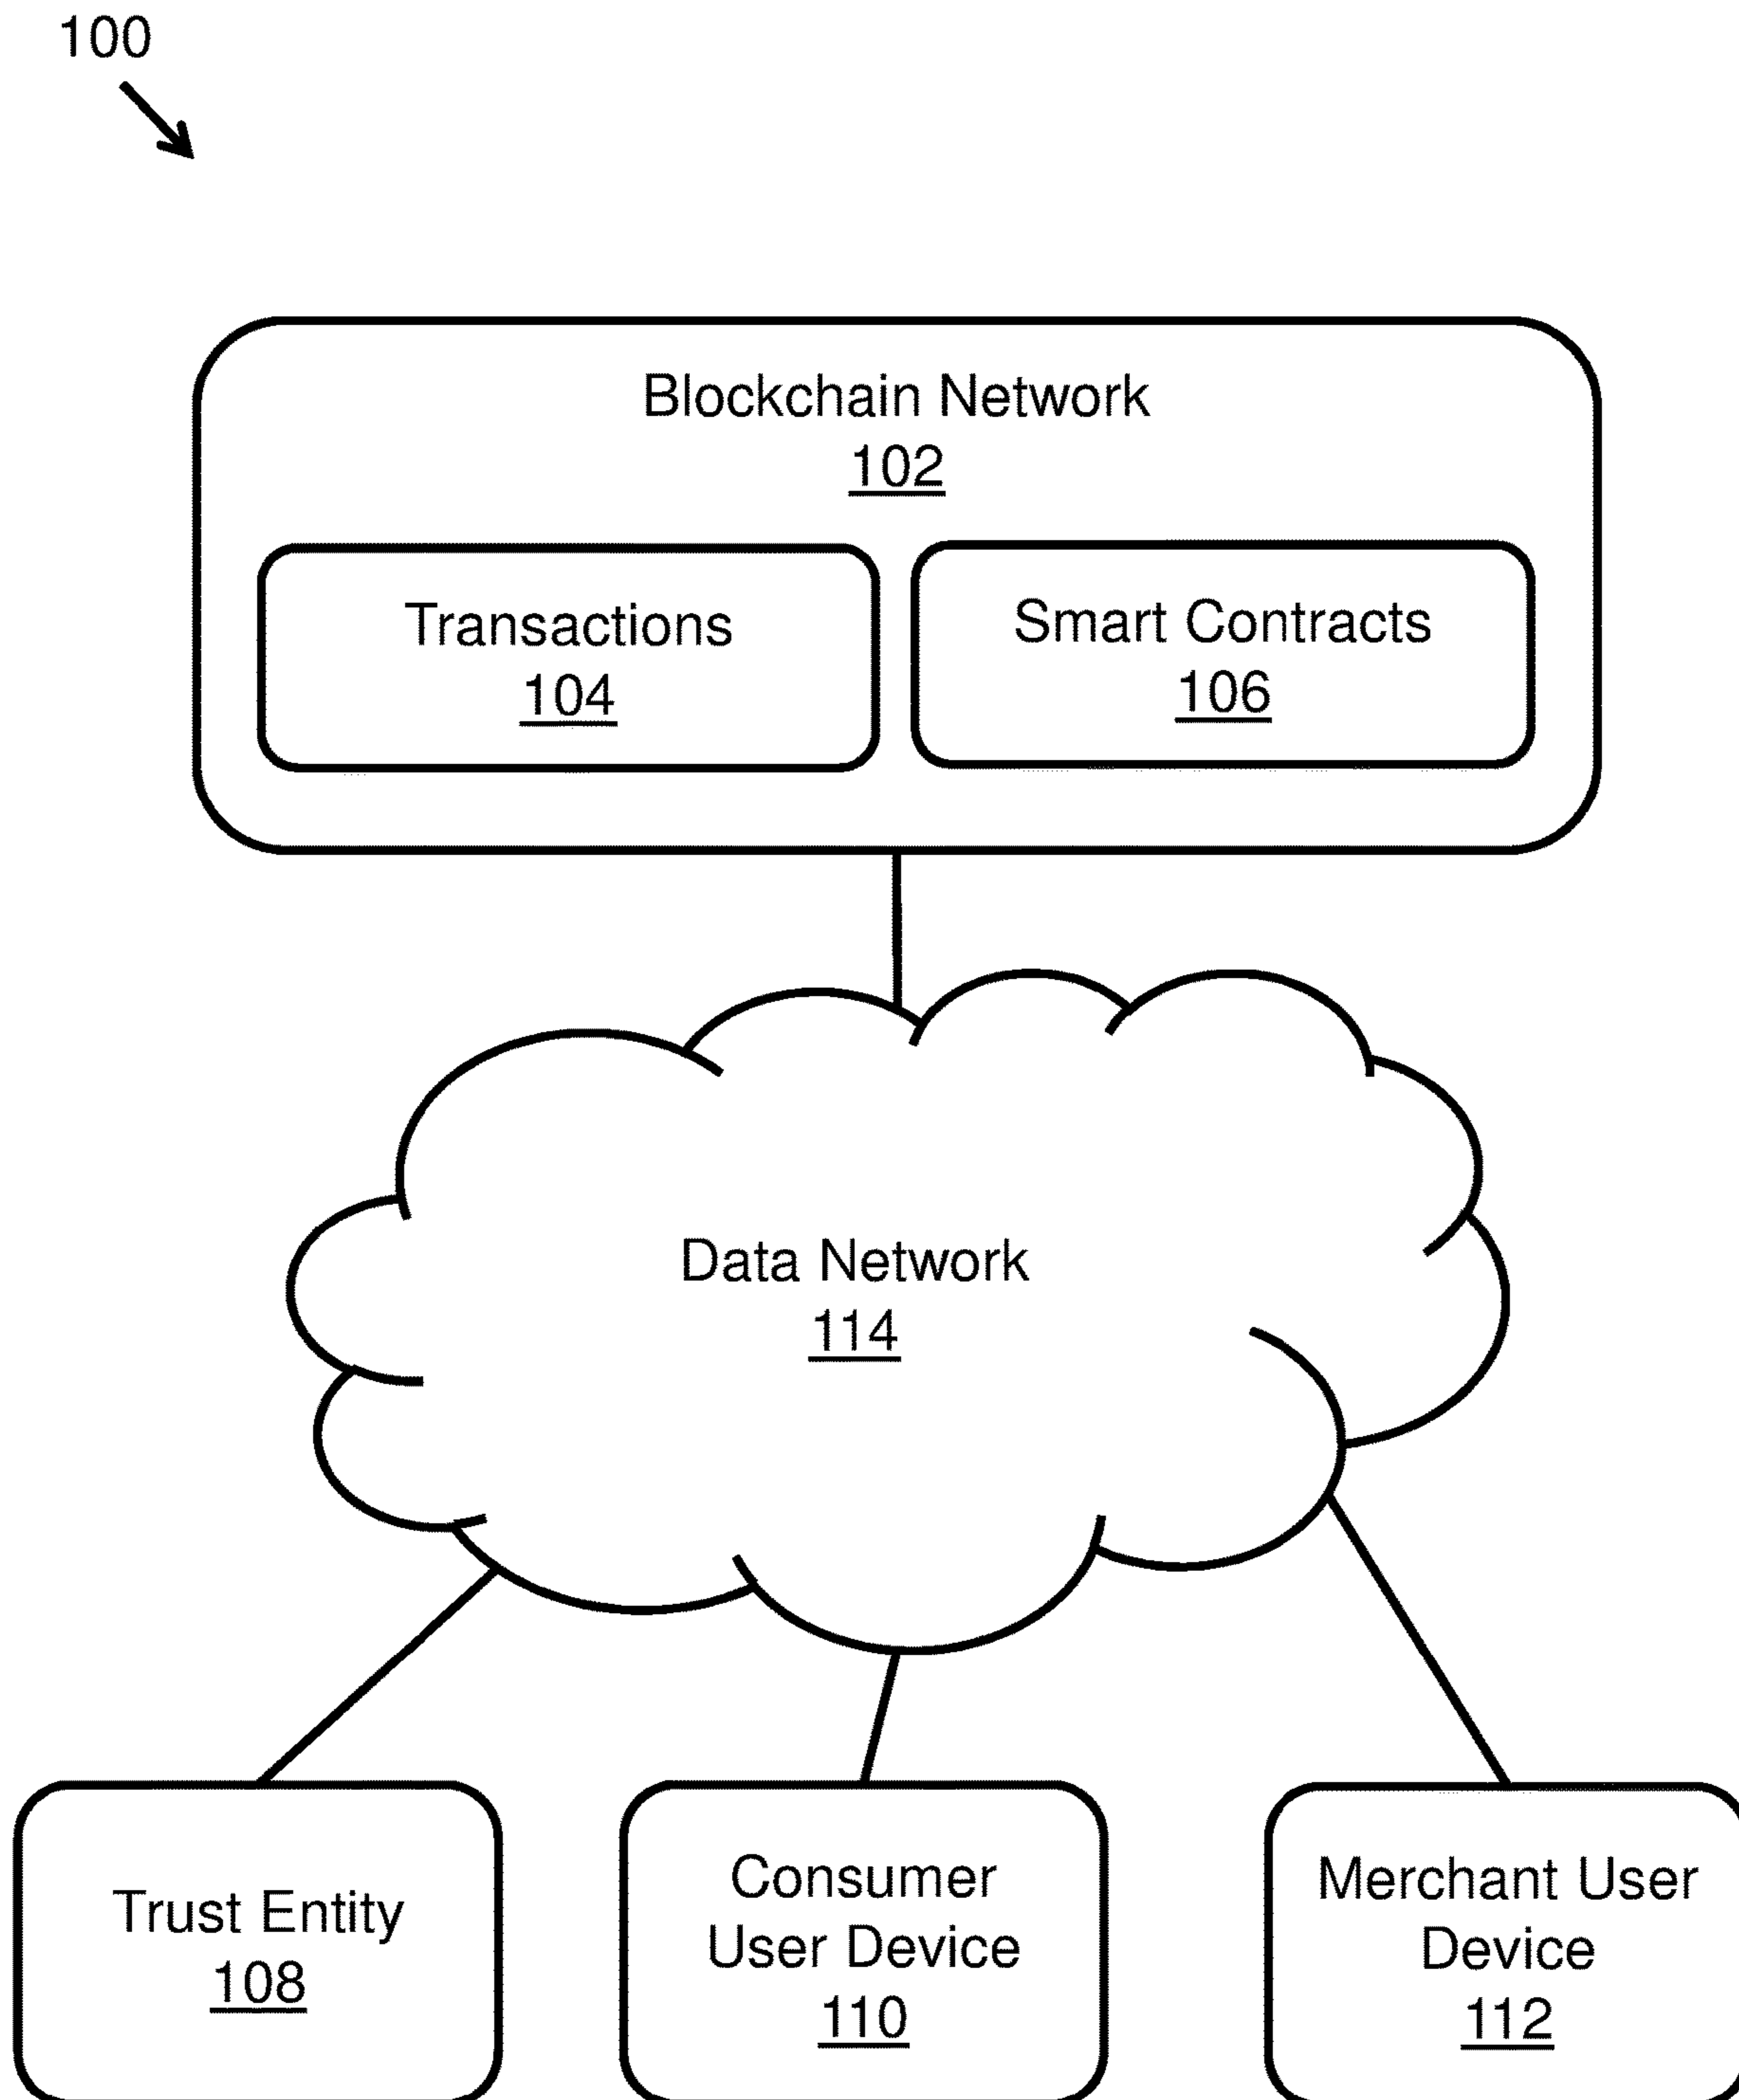 100
Blockchain Network
102
Transactions
104
Smart Contracts
106
Data Network
114
Trust Entity
108
Consumer
User Device
110
Merchant User
Device
112